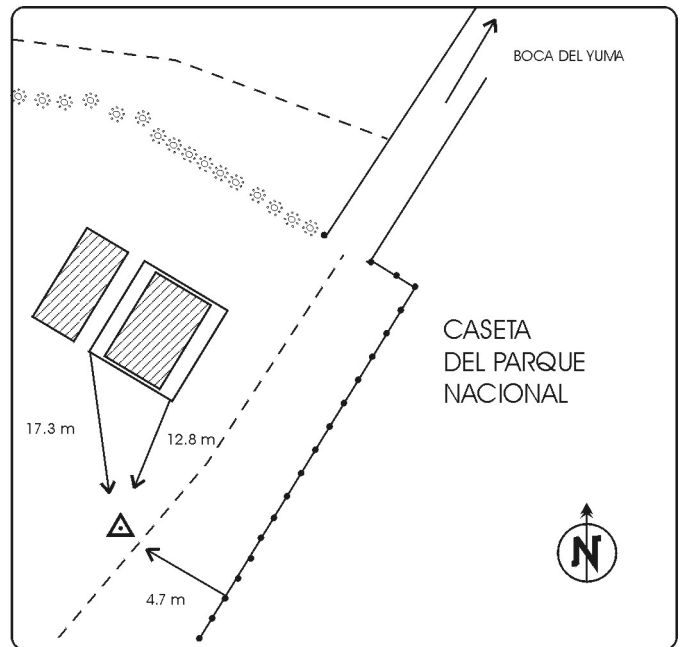 BOCA DEL YUMA
CASETA
DEL PARQUE
NACIONAL
17.3 m
12.8 m
4.7 m
N